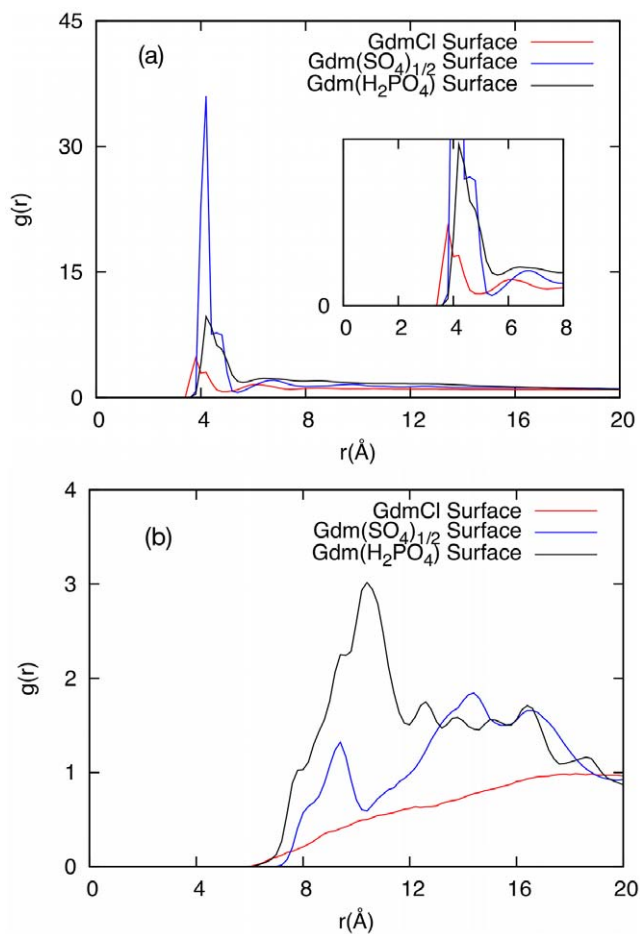 45
(a)
GdmCl Surface
Gdm(SO4)1/2 Surface
Gdm(H2PO4) Surface
30
g(r)
15
0
0
0 2 4 6 8
0 4 8 12 16 20
r(Å)
4
(b)
GdmCl Surface
Gdm(SO4)1/2 Surface
Gdm(H2PO4) Surface
3
g(r)
2
1
0
0 4 8 12 16 20
r(Å)